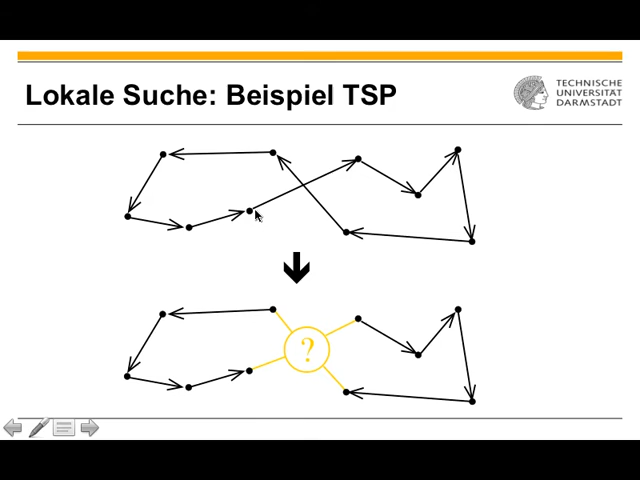 Lokale Suche: Beispiel TSP
TECHNISCHE
UNIVERSITÄT
DARMSTADT
?